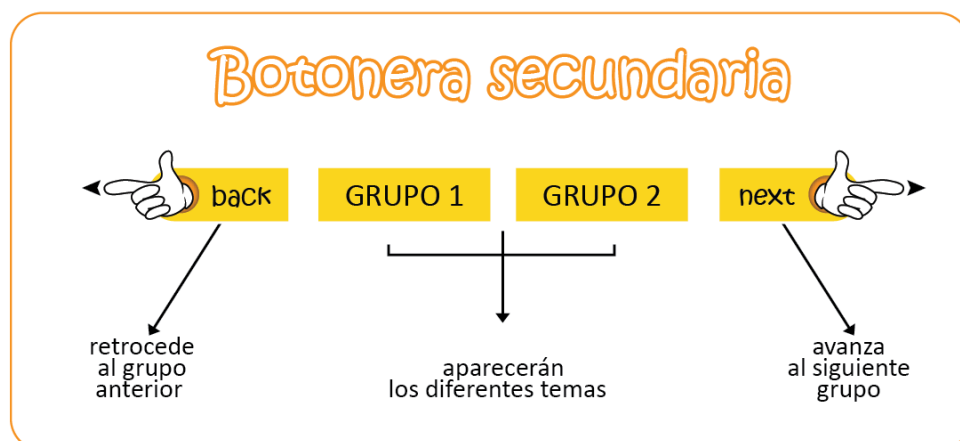 Botonera secundaria
back
GRUPO 1
GRUPO 2
next
retrocede
al grupo
anterior
aparecerán
los diferentes temas
avanza
al siguiente
grupo